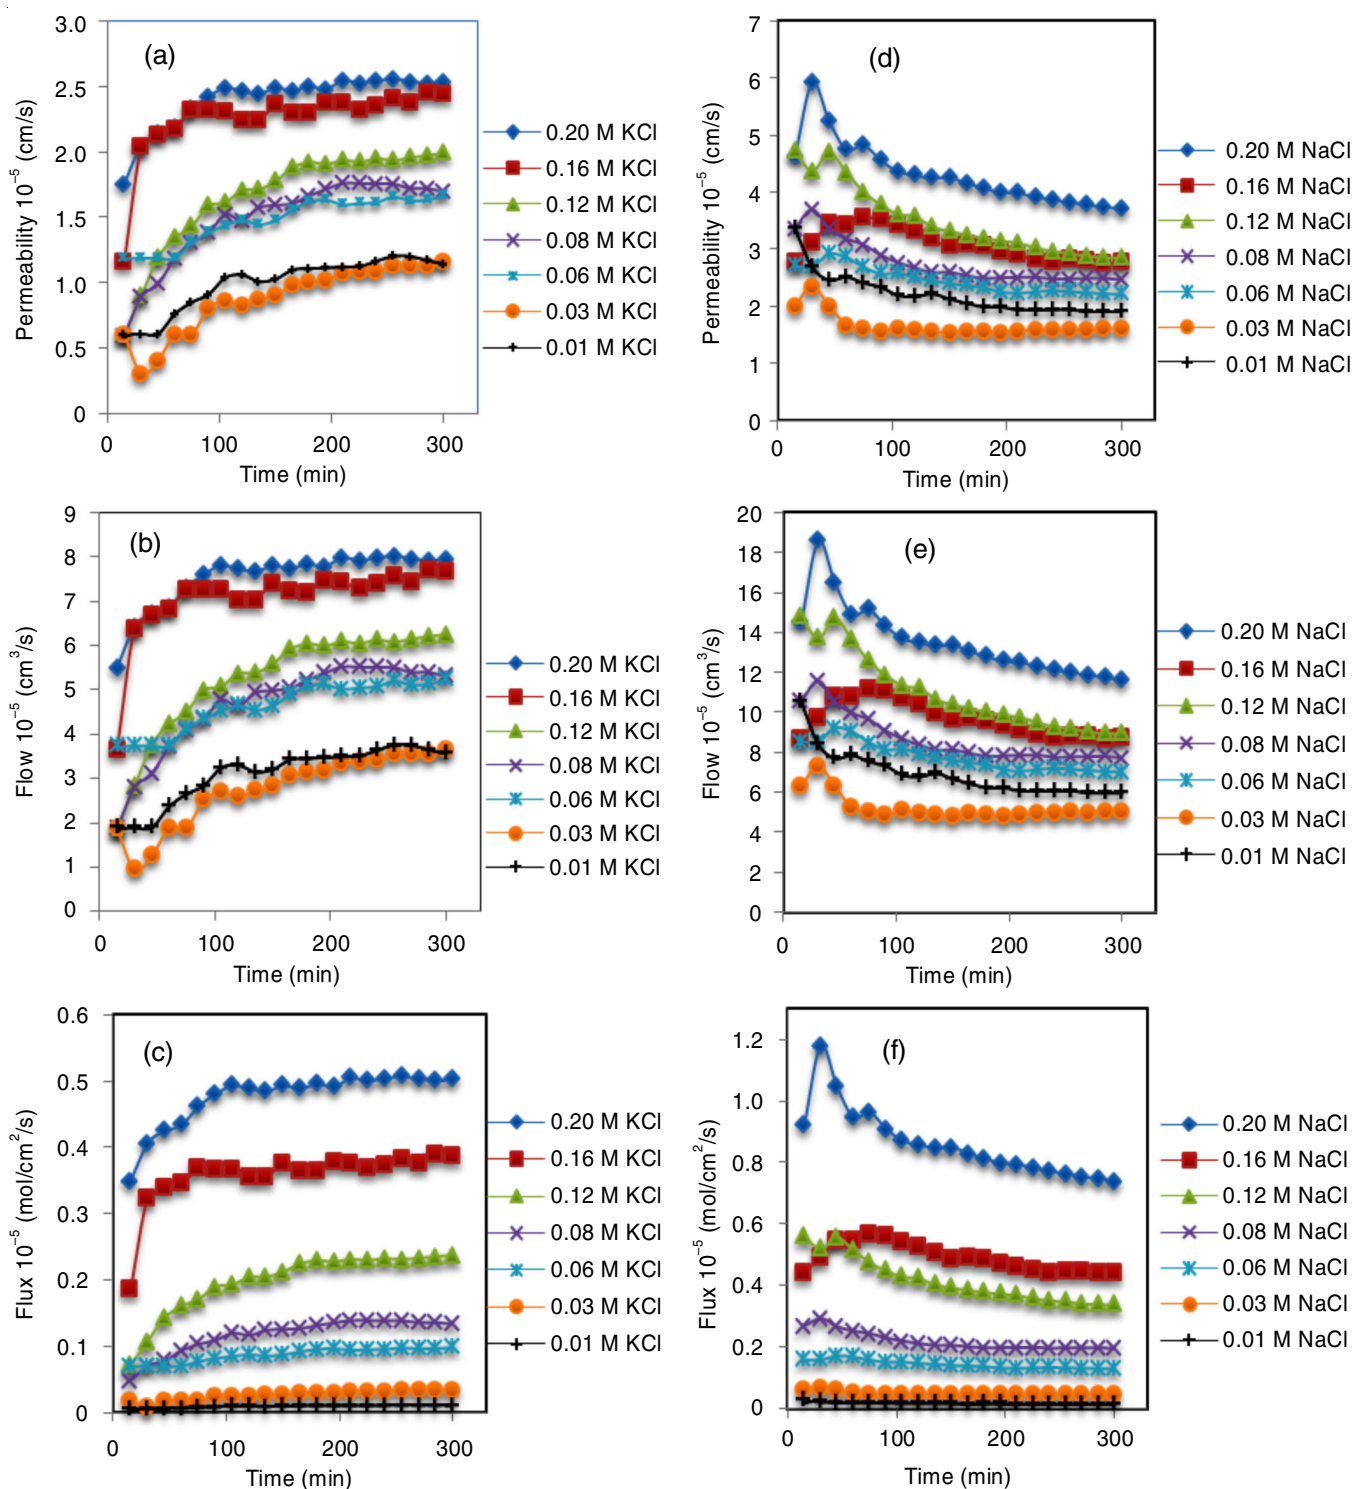 (a)
Permeability 10⁻⁵ (cm/s)
3.0
2.5
2.0
1.5
1.0
0.5
0
0 100 200 300
Time (min)
0.20 M KCl
0.16 M KCl
0.12 M KCl
0.08 M KCl
0.06 M KCl
0.03 M KCl
0.01 M KCl
(d)
Permeability 10⁻⁵ (cm/s)
7
6
5
4
3
2
1
0
0 100 200 300
Time (min)
0.20 M NaCl
0.16 M NaCl
0.12 M NaCl
0.08 M NaCl
0.06 M NaCl
0.03 M NaCl
0.01 M NaCl
(b)
Flow 10⁻⁵ (cm³/s)
9
8
7
6
5
4
3
2
1
0
0 100 200 300
Time (min)
0.20 M KCl
0.16 M KCl
0.12 M KCl
0.08 M KCl
0.06 M KCl
0.03 M KCl
0.01 M KCl
(e)
Flow 10⁻⁵ (cm³/s)
20
18
16
14
12
10
8
6
4
2
0
0 100 200 300
Time (min)
0.20 M NaCl
0.16 M NaCl
0.12 M NaCl
0.08 M NaCl
0.06 M NaCl
0.03 M NaCl
0.01 M NaCl
(c)
Flux 10⁻⁵ (mol/cm²/s)
0.6
0.5
0.4
0.3
0.2
0.1
0
0 100 200 300
Time (min)
0.20 M KCl
0.16 M KCl
0.12 M KCl
0.08 M KCl
0.06 M KCl
0.03 M KCl
0.01 M KCl
(f)
Flux 10⁻⁵ (mol/cm²/s)
1.2
1.0
0.8
0.6
0.4
0.2
0
0 100 200 300
Time (min)
0.20 M NaCl
0.16 M NaCl
0.12 M NaCl
0.08 M NaCl
0.06 M NaCl
0.03 M NaCl
0.01 M NaCl